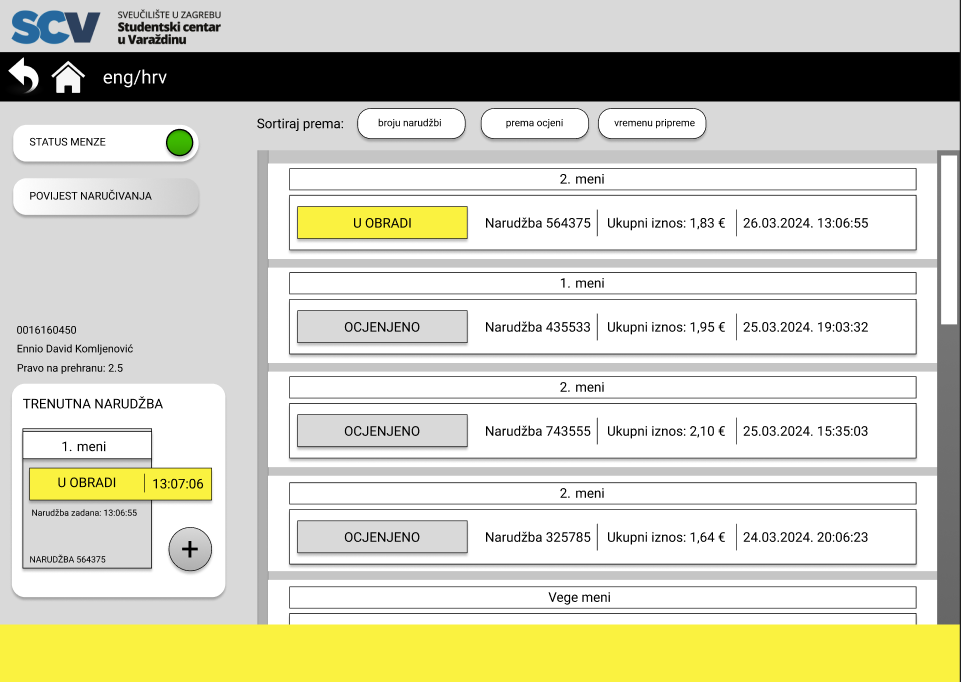 SCV
SVEUČILIŠTE U ZAGREBU
Studentski centar
u Varaždinu
eng/hrv
STATUS MENZE
POVIJEST NARUČIVANJA
0016160450
Ennio David Komljenović
Pravo na prehranu: 2.5
TRENUTNA NARUDŽBA
1. meni
U OBRADI 13:07:06
Narudžba zadana: 13:06:55
NARUDŽBA 564375
+
Sortiraj prema: broju narudžbi prema ocjeni vremenu pripreme
2. meni
U OBRADI Narudžba 564375 Ukupni iznos: 1,83 € 26.03.2024. 13:06:55
1. meni
OCJENJENO Narudžba 435533 Ukupni iznos: 1,95 € 25.03.2024. 19:03:32
2. meni
OCJENJENO Narudžba 743555 Ukupni iznos: 2,10 € 25.03.2024. 15:35:03
2. meni
OCJENJENO Narudžba 325785 Ukupni iznos: 1,64 € 24.03.2024. 20:06:23
Vege meni